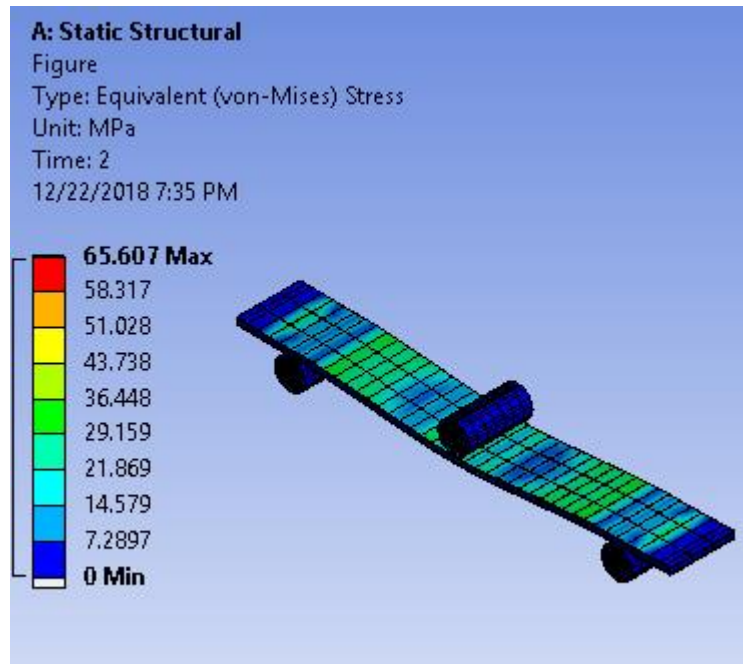 A: Static Structural
Figure
Type: Equivalent (von-Mises) Stress
Unit: MPa
Time: 2
12/22/2018 7:35 PM
65.607 Max
58.317
51.028
43.738
36.448
29.159
21.869
14.579
7.2897
0 Min